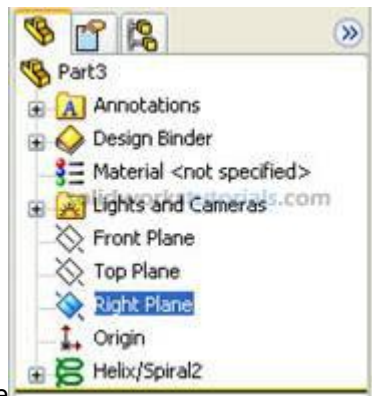 Part3
Annotations
Design Binder
Material <not specified>
Lights and Cameras
Front Plane
Top Plane
Right Plane
Origin
Helix/Spiral2
e